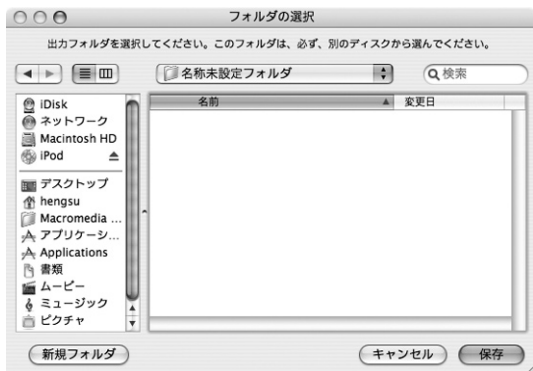 フォルダの選択
出力フォルダを選択してください。このフォルダは、必ず、別のディスクから選んでください。
名称未設定フォルダ
検索
名前
変更日
iDisk
ネットワーク
Macintosh HD
iPod
デスクトップ
hengsu
Macromedia ...
アプリケーシ...
Applications
書類
ムービー
ミュージック
ピクチャ
新規フォルダ
キャンセル
保存